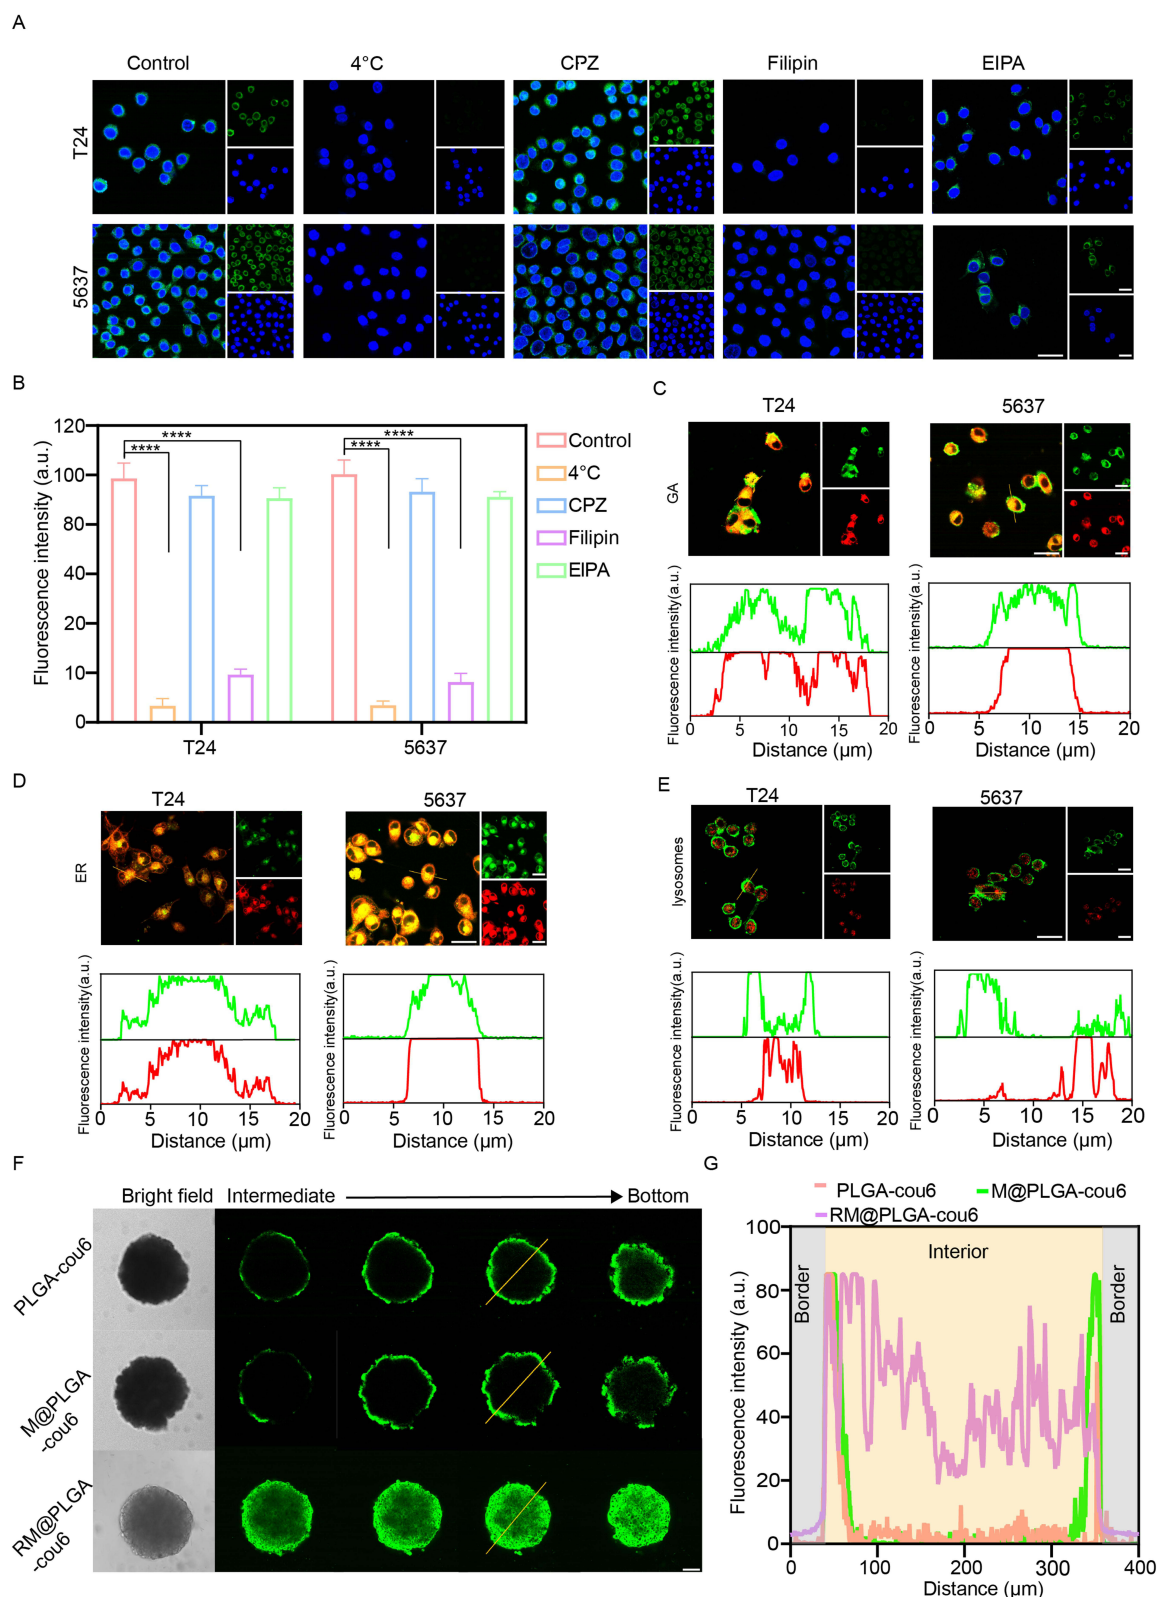 A
Control
4°C
CPZ
Filipin
EIPA
T24
5637
B
Fluorescence intensity (a.u.)
120
100
80
40
20
10
0
****
****
****
****
T24
5637
Control
4°C
CPZ
Filipin
EIPA
C
T24
5637
GA
Fluorescence intensity(a.u.)
0 5 10 15 20
Distance (μm)
Fluorescence intensity(a.u.)
0 5 10 15 20
Distance (μm)
D
T24
5637
ER
Fluorescence intensity(a.u.)
0 5 10 15 20
Distance (μm)
Fluorescence intensity(a.u.)
0 5 10 15 20
Distance (μm)
E
T24
5637
lysosomes
Fluorescence intensity(a.u.)
0 5 10 15 20
Distance (μm)
Fluorescence intensity(a.u.)
0 5 10 15 20
Distance (μm)
F
Bright field
Intermediate
Bottom
PLGA-cou6
M@PLGA
-cou6
RM@PLGA
-cou6
G
PLGA-cou6
M@PLGA-cou6
RM@PLGA-cou6
Fluorescence intensity (a.u.)
100
80
60
40
20
0
Border
Interior
Border
0 100 200 300 400
Distance (μm)